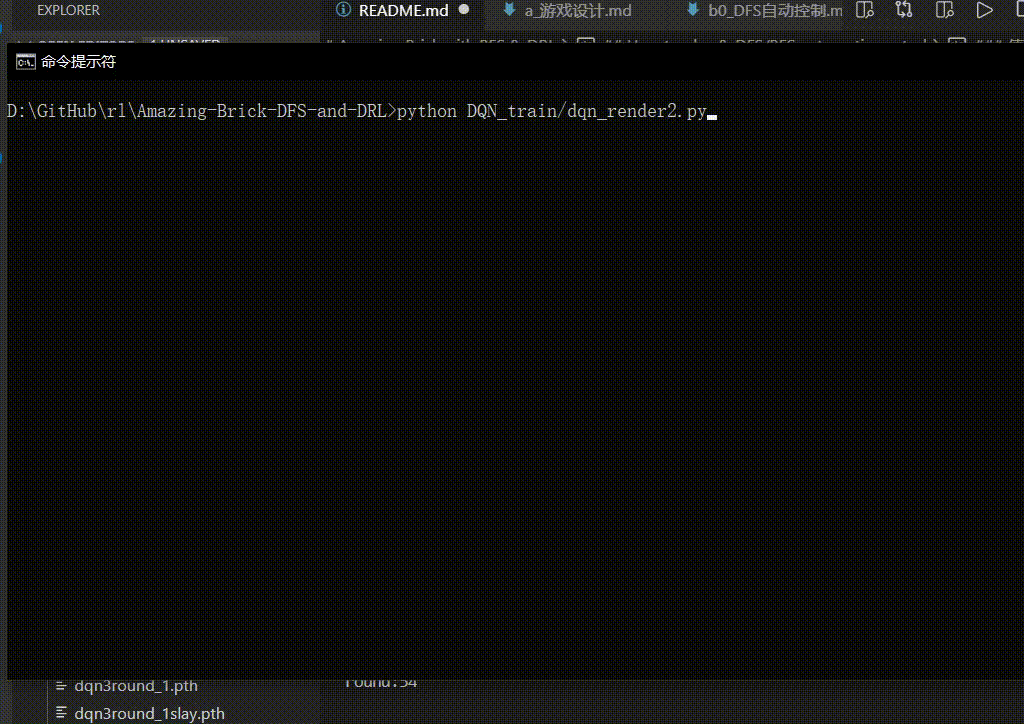 EXPLORER
README.md
a_游戏设计.md
b0_DFS自动控制.m
命令提示符
D:\GitHub\rl\Amazing-Brick-DFS-and-DRL>python DQN_train/dqn_render2.py
dqn3round_1.pth
round:54
dqn3round_1slay.pth